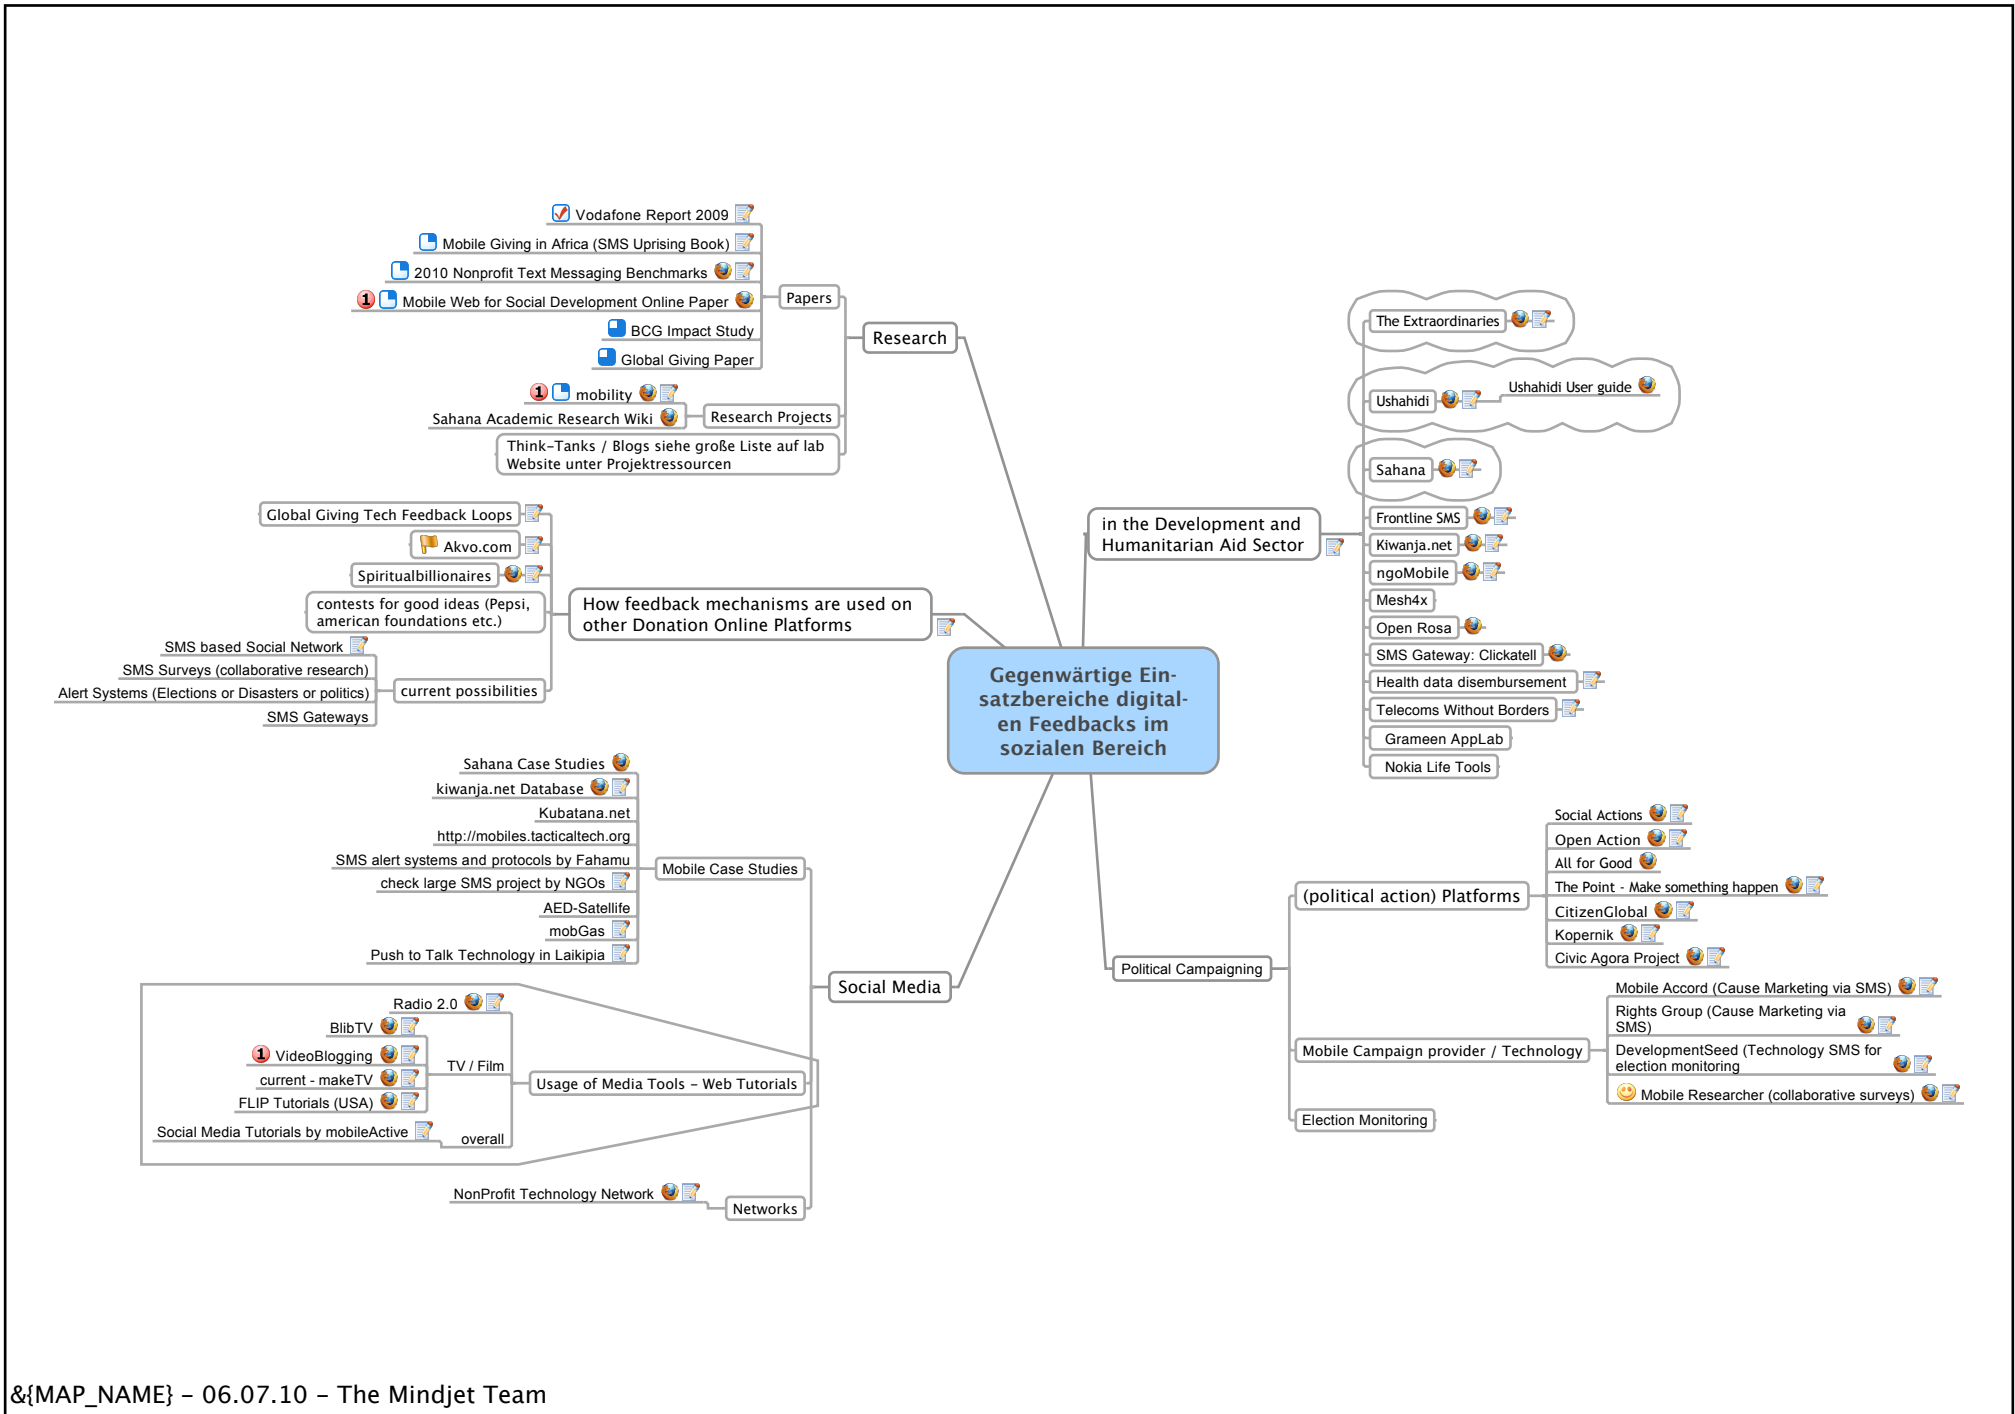 Gegenwärtige Ein-
satzbereiche digital-
en Feedbacks im
sozialen Bereich
Research
Papers
Vodafone Report 2009
Mobile Giving in Africa (SMS Uprising Book)
2010 Nonprofit Text Messaging Benchmarks
1 Mobile Web for Social Development Online Paper
BCG Impact Study
Global Giving Paper
Research Projects
1 mobility
Sahana Academic Research Wiki
Think-Tanks / Blogs siehe große Liste auf lab
Website unter Projektressourcen
How feedback mechanisms are used on
other Donation Online Platforms
Global Giving Tech Feedback Loops
Akvo.com
Spiritualbillionaires
contests for good ideas (Pepsi,
american foundations etc.)
current possibilities
SMS based Social Network
SMS Surveys (collaborative research)
Alert Systems (Elections or Disasters or politics)
SMS Gateways
Social Media
Mobile Case Studies
Sahana Case Studies
kiwanja.net Database
Kubatana.net
http://mobiles.tacticaltech.org
SMS alert systems and protocols by Fahamu
check large SMS project by NGOs
AED-Satellife
mobGas
Push to Talk Technology in Laikipia
Usage of Media Tools - Web Tutorials
Radio 2.0
TV / Film
BlibTV
1 VideoBlogging
current - makeTV
FLIP Tutorials (USA)
overall
Social Media Tutorials by mobileActive
Networks
NonProfit Technology Network
in the Development and
Humanitarian Aid Sector
The Extraordinaries
Ushahidi
Ushahidi User guide
Sahana
Frontline SMS
Kiwanja.net
ngoMobile
Mesh4x
Open Rosa
SMS Gateway: Clickatell
Health data disembursement
Telecoms Without Borders
Grameen AppLab
Nokia Life Tools
Political Campaigning
(political action) Platforms
Social Actions
Open Action
All for Good
The Point - Make something happen
CitizenGlobal
Kopernik
Civic Agora Project
Mobile Campaign provider / Technology
Mobile Accord (Cause Marketing via SMS)
Rights Group (Cause Marketing via
SMS)
DevelopmentSeed (Technology SMS for
election monitoring
Mobile Researcher (collaborative surveys)
Election Monitoring
&{MAP_NAME} - 06.07.10 - The Mindjet Team